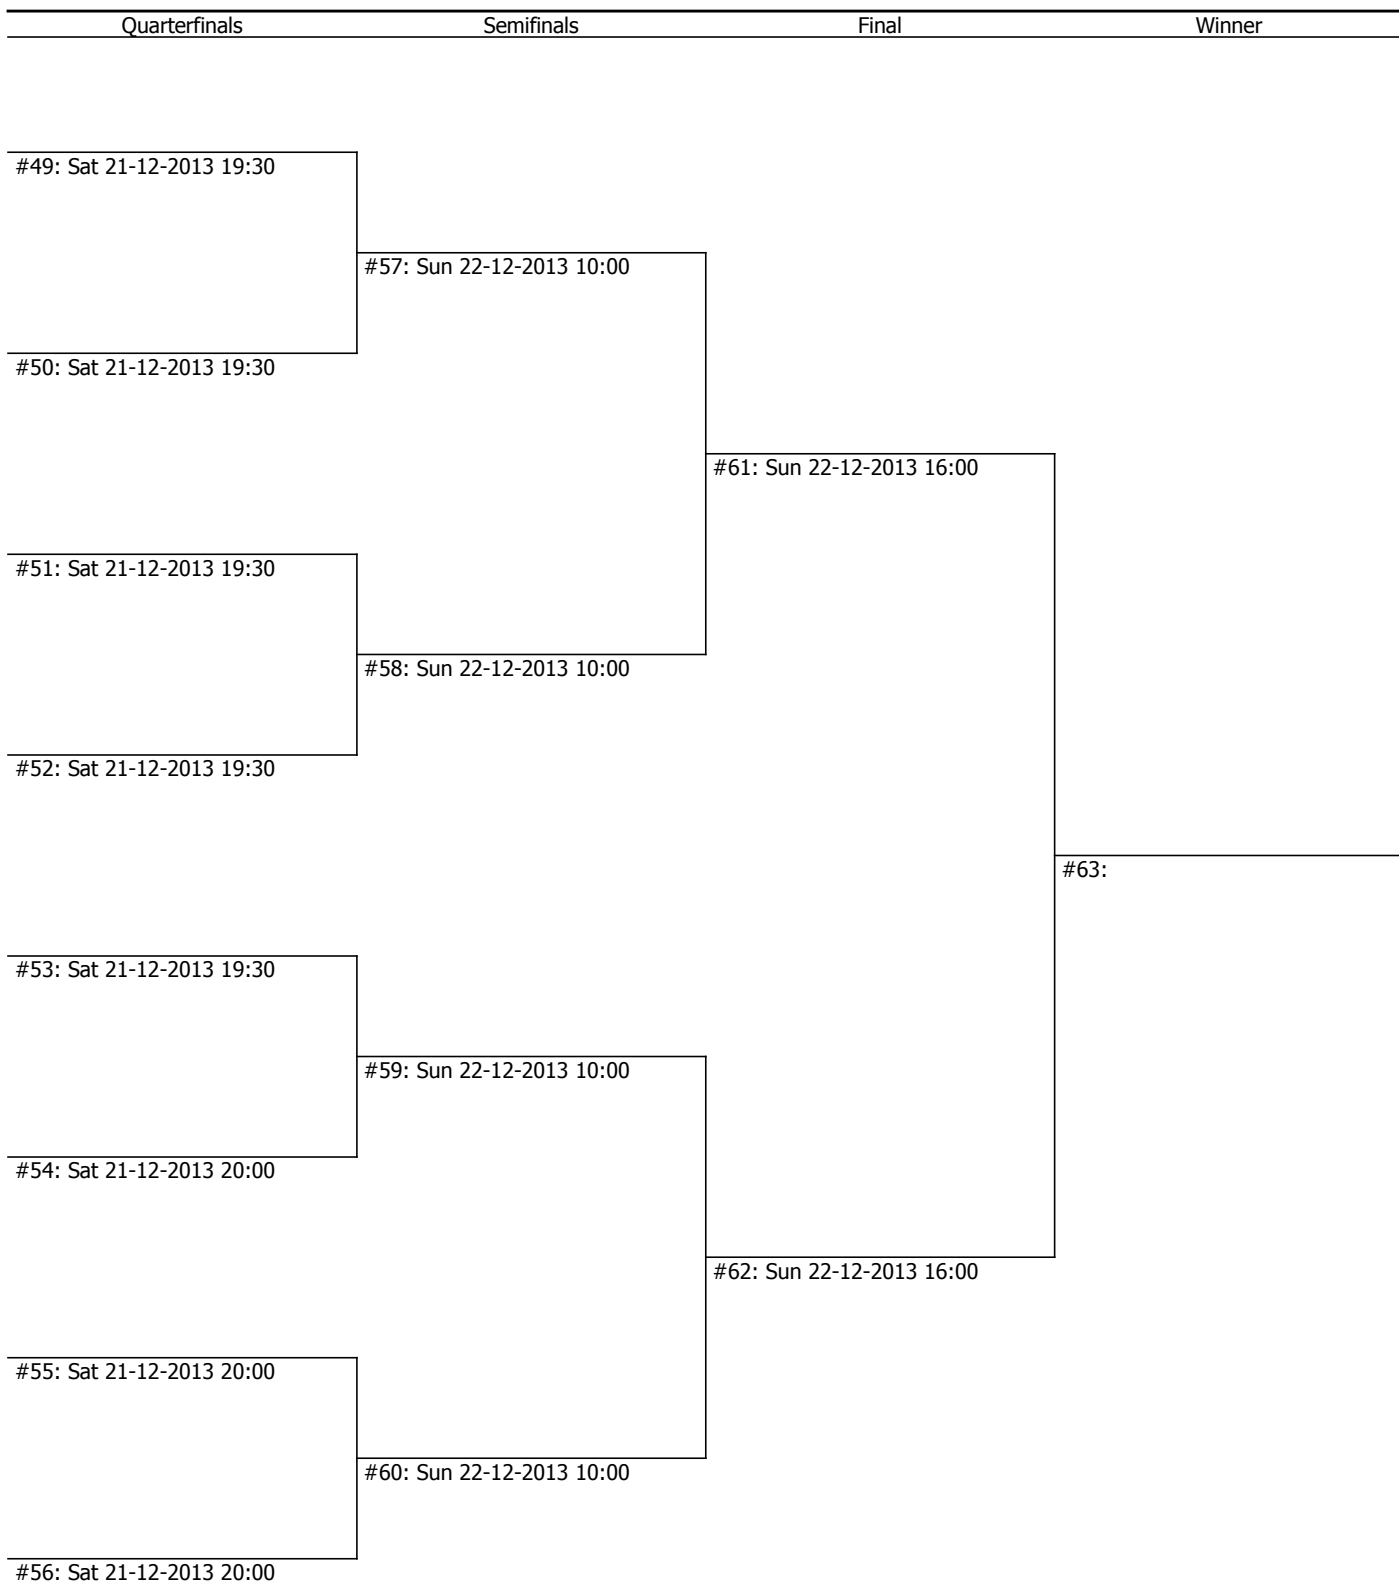 Quarterfinals Semifinals Final Winner
#49: Sat 21-12-2013 19:30
#57: Sun 22-12-2013 10:00
#50: Sat 21-12-2013 19:30
#61: Sun 22-12-2013 16:00
#51: Sat 21-12-2013 19:30
#58: Sun 22-12-2013 10:00
#52: Sat 21-12-2013 19:30
#63:
#53: Sat 21-12-2013 19:30
#59: Sun 22-12-2013 10:00
#54: Sat 21-12-2013 20:00
#62: Sun 22-12-2013 16:00
#55: Sat 21-12-2013 20:00
#60: Sun 22-12-2013 10:00
#56: Sat 21-12-2013 20:00